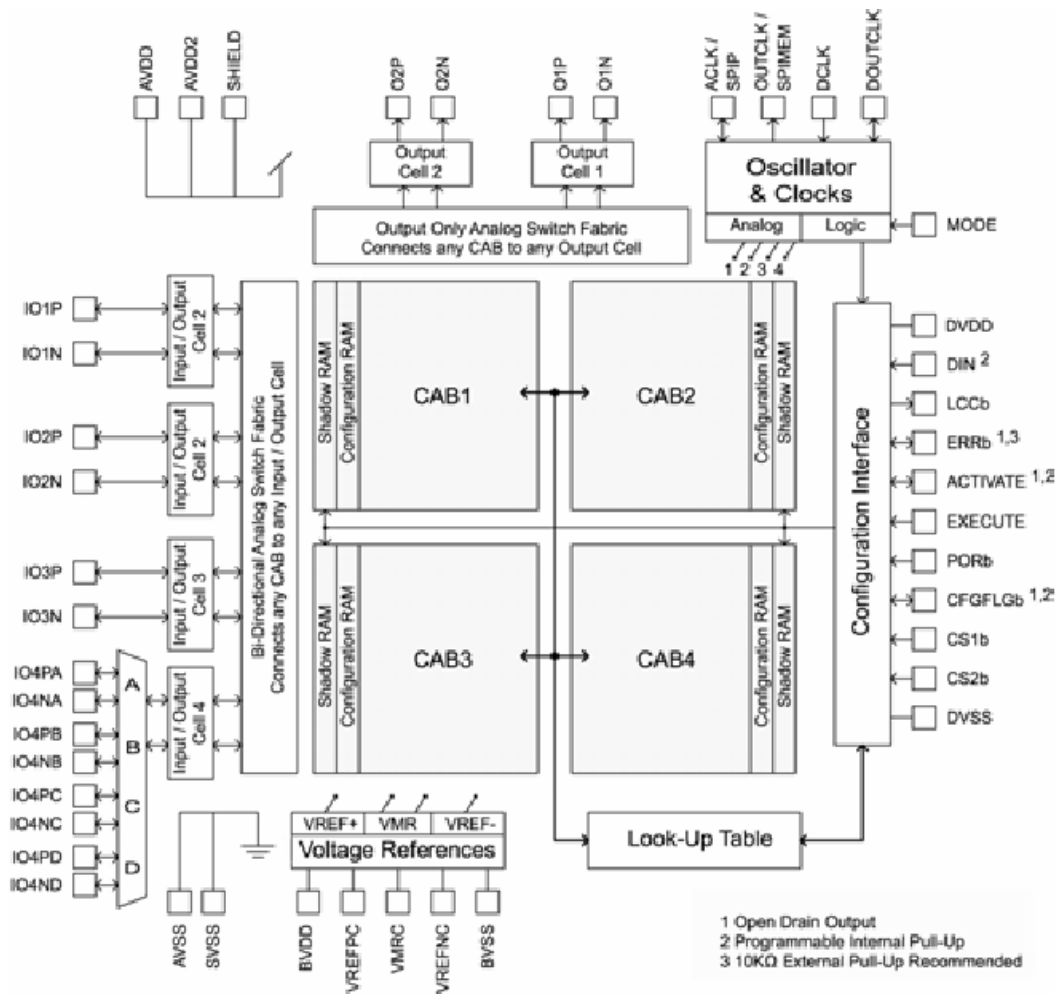 AVDD
AVDD2
SHIELD
O2P
O2N
O1P
O1N
ACLK /
SPIP
OUTCLK /
SPIMEM
DCLK
DOUTCLK
Output
Cell 2
Output
Cell 1
Oscillator
& Clocks
Analog
Logic
MODE
1 2 3 4
Output Only Analog Switch Fabric
Connects any CAB to any Output Cell
IO1P
IO1N
Input / Output
Cell 2
IO2P
IO2N
Input / Output
Cell 2
IO3P
IO3N
Input / Output
Cell 3
IO4PA
IO4NA
IO4PB
IO4NB
IO4PC
IO4NC
IO4PD
IO4ND
A
B
C
D
Input / Output
Cell 4
Bi-Directional Analog Switch Fabric
Connects any CAB to any Input / Output Cell
Shadow RAM
Configuration RAM
CAB1
CAB2
Configuration RAM
Shadow RAM
Shadow RAM
Configuration RAM
CAB3
CAB4
Configuration RAM
Shadow RAM
Configuration Interface
DVDD
DIN 2
LCCb
ERRb 1,3
ACTIVATE 1,2
EXECUTE
PORb
CFGFLGb 1,2
CS1b
CS2b
DVSS
VREF+
VMR
VREF-
Voltage References
Look-Up Table
AVSS
SVSS
BVDD
VREFPC
VMRC
VREFNC
BVSS
1 Open Drain Output
2 Programmable Internal Pull-Up
3 10KΩ External Pull-Up Recommended